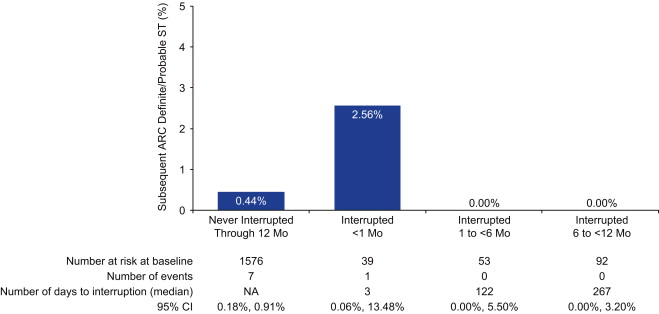 Subsequent ARC Definite/Probable ST (%)
5
4
3
2
1
0
0.44%
2.56%
0.00%
0.00%
Never Interrupted
Through 12 Mo
Interrupted
<1 Mo
Interrupted
1 to <6 Mo
Interrupted
6 to <12 Mo
Number at risk at baseline 1576 39 53 92
Number of events 7 1 0 0
Number of days to interruption (median) NA 3 122 267
95% CI 0.18%, 0.91% 0.06%, 13.48% 0.00%, 5.50% 0.00%, 3.20%